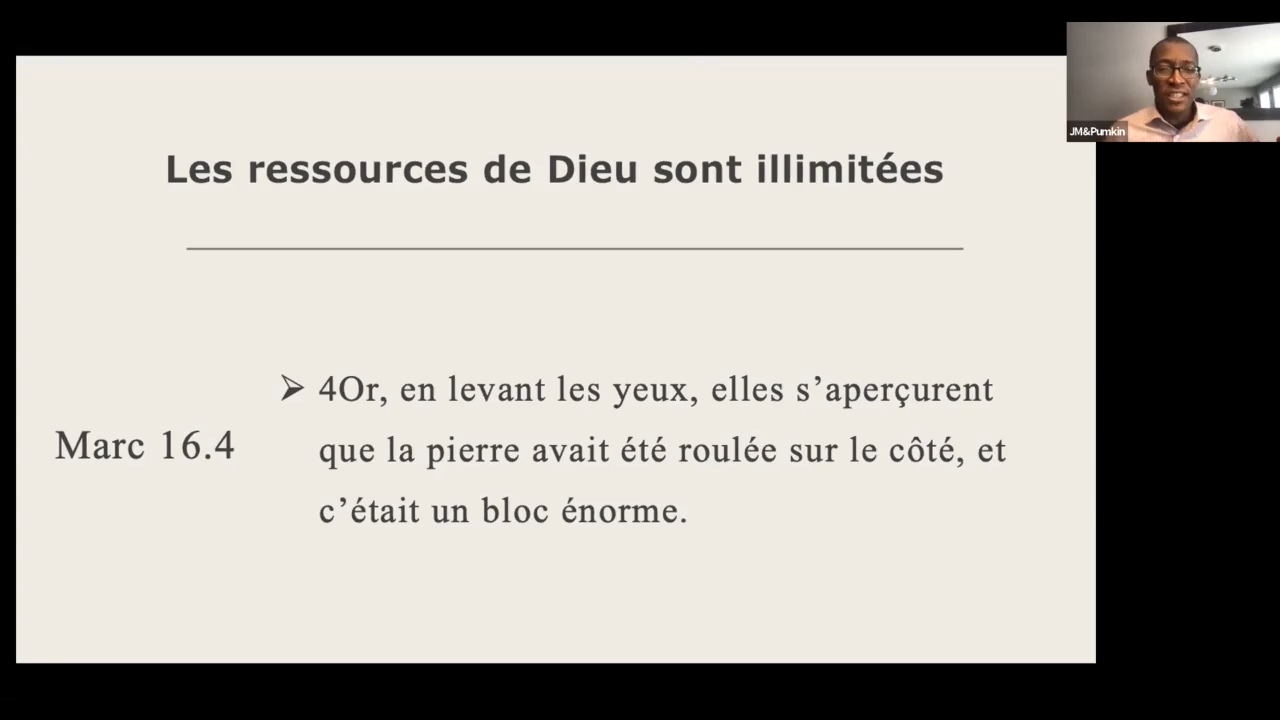 JM&Pumkin
Les ressources de Dieu sont illimitées
Marc 16.4
➢ 4Or, en levant les yeux, elles s’aperçurent
que la pierre avait été roulée sur le côté, et
c’était un bloc énorme.